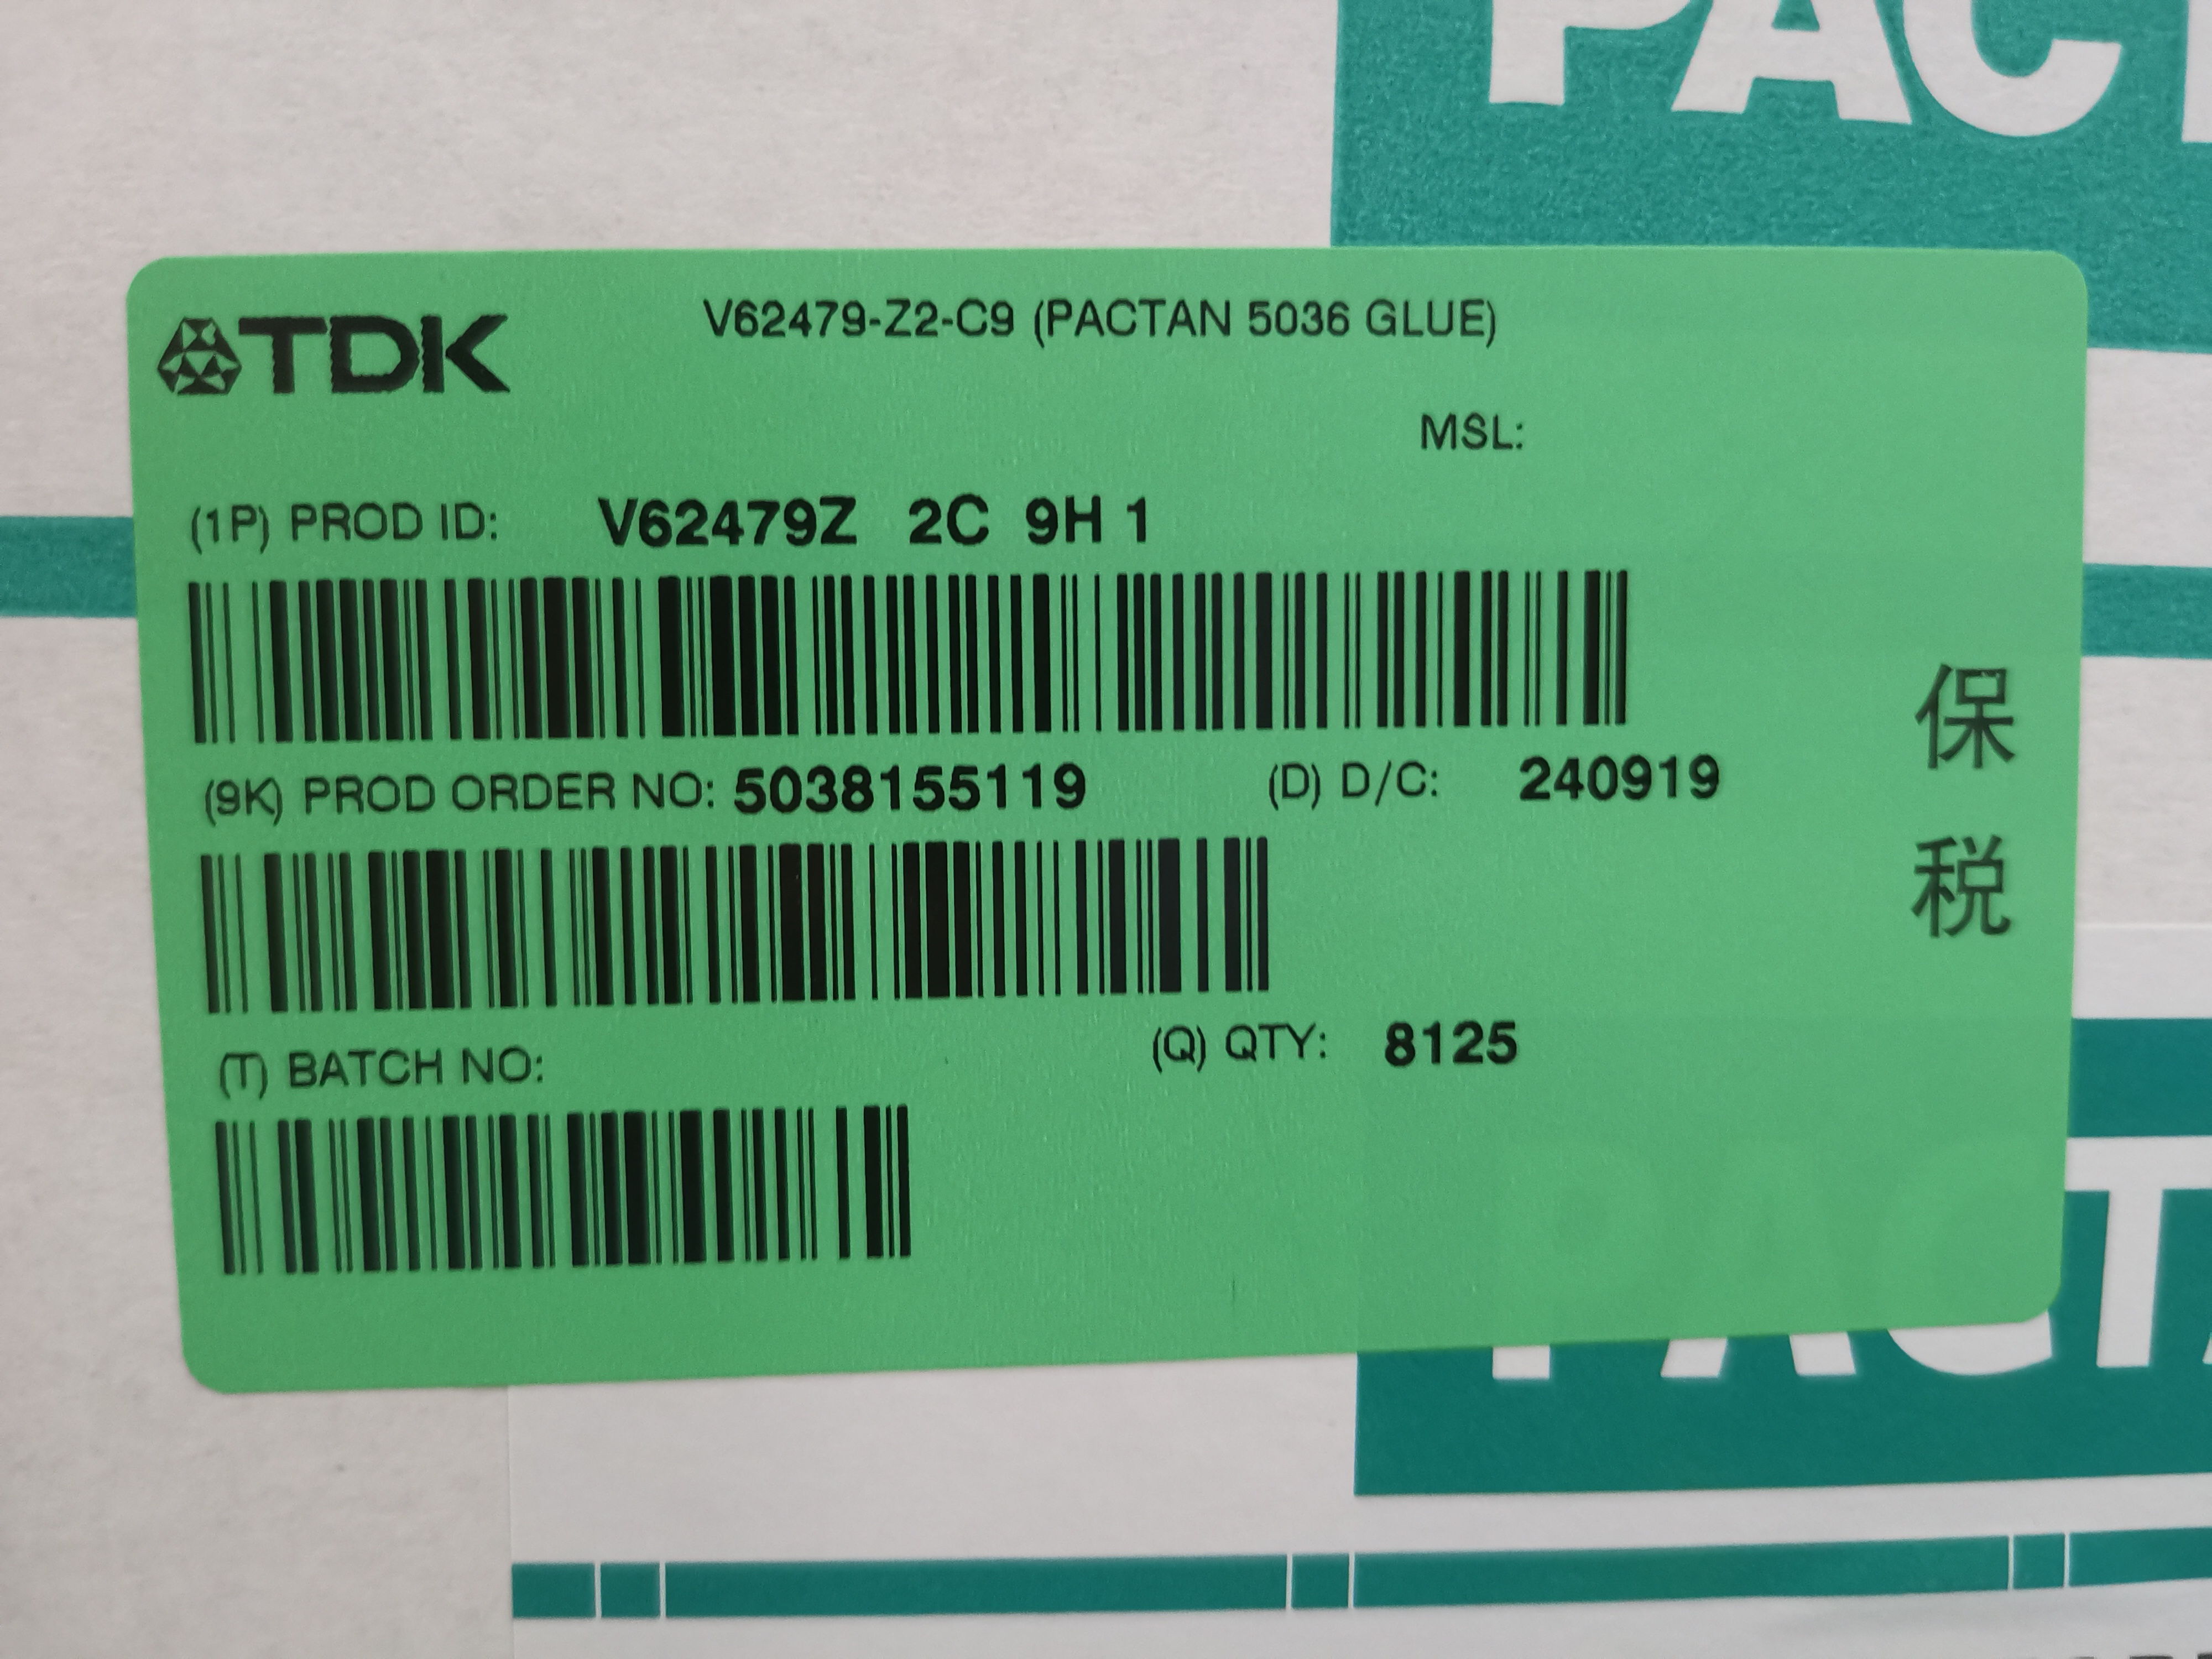 PAC
TDK
V62479-Z2-C9 (PACTAN 5036 GLUE)
MSL:
(1P) PROD ID: V62479Z 2C 9H 1
(9K) PROD ORDER NO: 5038155119 (D) D/C: 240919
(T) BATCH NO: (Q) QTY: 8125
保
税
PACTA